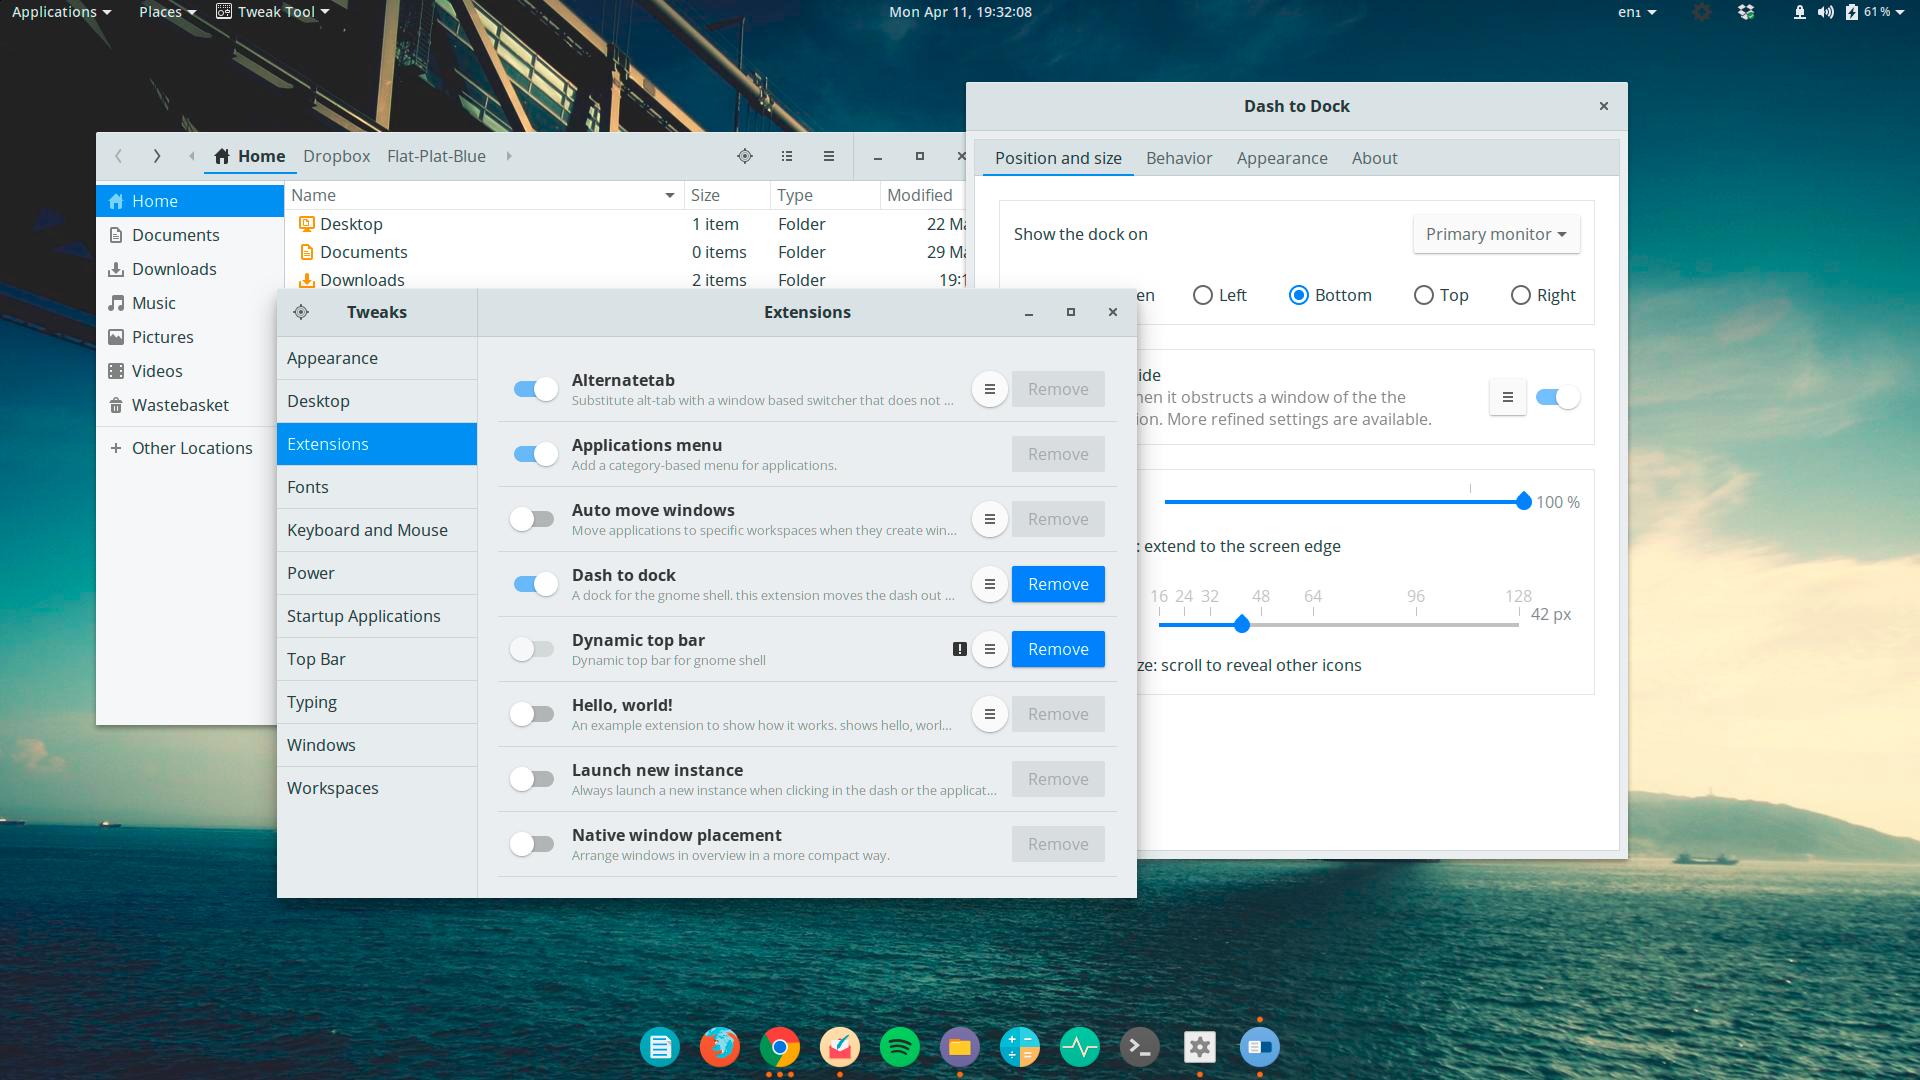 Applications Places Tweak Tool Mon Apr 11, 19:32:08 en₁ 61 %
Dash to Dock
Position and size Behavior Appearance About
Show the dock on Primary monitor
en Left Bottom Top Right
ide
nen it obstructs a window of the the
ion. More refined settings are available.
100 %
: extend to the screen edge
16 24 32 48 64 96 128
42 px
ze: scroll to reveal other icons
Home Dropbox Flat-Plat-Blue
Home
Documents
Downloads
Music
Pictures
Videos
Wastebasket
Other Locations
Name Size Type Modified
Desktop 1 item Folder 22 Ma
Documents 0 items Folder 29 Ma
Downloads 2 items Folder 19:1
Tweaks Extensions
Appearance
Desktop
Extensions
Fonts
Keyboard and Mouse
Power
Startup Applications
Top Bar
Typing
Windows
Workspaces
Alternatetab Remove
Substitute alt-tab with a window based switcher that does not ...
Applications menu Remove
Add a category-based menu for applications.
Auto move windows Remove
Move applications to specific workspaces when they create win...
Dash to dock Remove
A dock for the gnome shell. this extension moves the dash out ...
Dynamic top bar Remove
Dynamic top bar for gnome shell
Hello, world! Remove
An example extension to show how it works. shows hello, worl...
Launch new instance Remove
Always launch a new instance when clicking in the dash or the applicat...
Native window placement Remove
Arrange windows in overview in a more compact way.